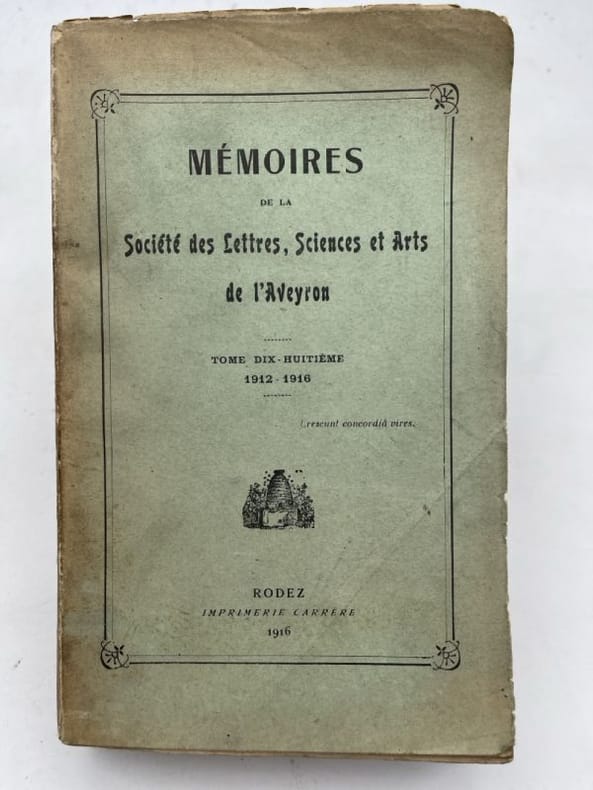 MÉMOIRES
DE LA
Société des Lettres, Sciences et Arts
de l'Aveyron
TOME DIX-HUITIÈME
1912-1916
Crescunt concordiâ vires.
RODEZ
IMPRIMERIE CARRÈRE
1916